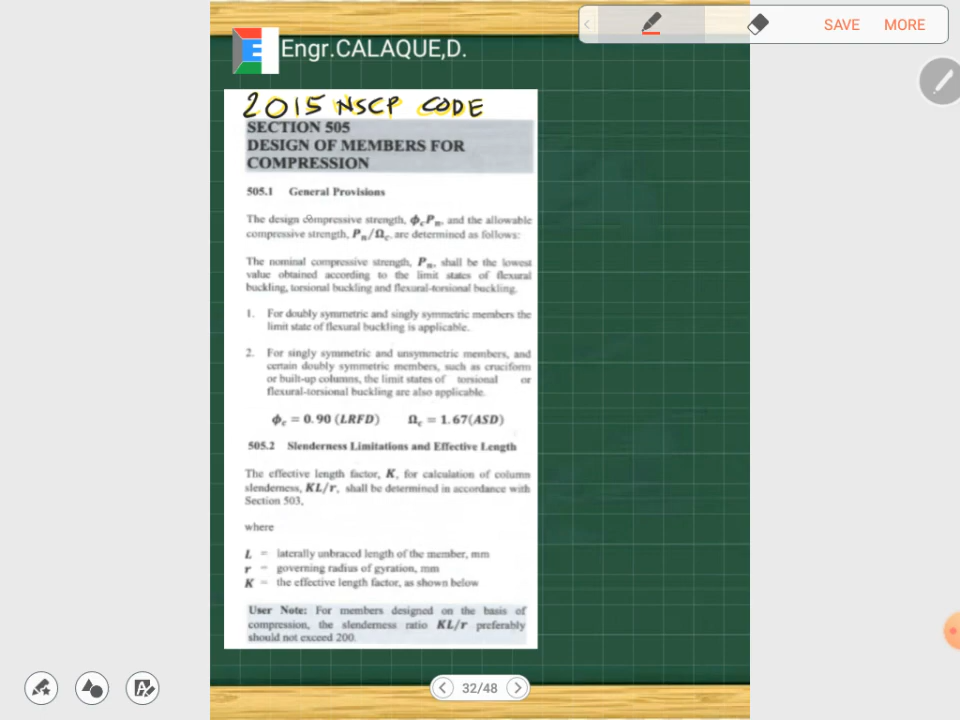 SAVE MORE
E Engr.CALAQUE,D.
2015 NSCP CODE
SECTION 505
DESIGN OF MEMBERS FOR
COMPRESSION
505.1 General Provisions
The design compressive strength, ϕcPn, and the allowable
compressive strength, Pn/Ωc, are determined as follows:
The nominal compressive strength, Pn, shall be the lowest
value obtained according to the limit states of flexural
buckling, torsional buckling and flexural-torsional buckling.
1. For doubly symmetric and singly symmetric members the
limit state of flexural buckling is applicable.
2. For singly symmetric and unsymmetric members, and
certain doubly symmetric members, such as cruciform
or built-up columns, the limit states of torsional or
flexural-torsional buckling are also applicable.
ϕc = 0.90 (LRFD) Ωc = 1.67(ASD)
505.2 Slenderness Limitations and Effective Length
The effective length factor, K, for calculation of column
slenderness, KL/r, shall be determined in accordance with
Section 503,
where
L = laterally unbraced length of the member, mm
r = governing radius of gyration, mm
K = the effective length factor, as shown below
User Note: For members designed on the basis of
compression, the slenderness ratio KL/r preferably
should not exceed 200.
32/48